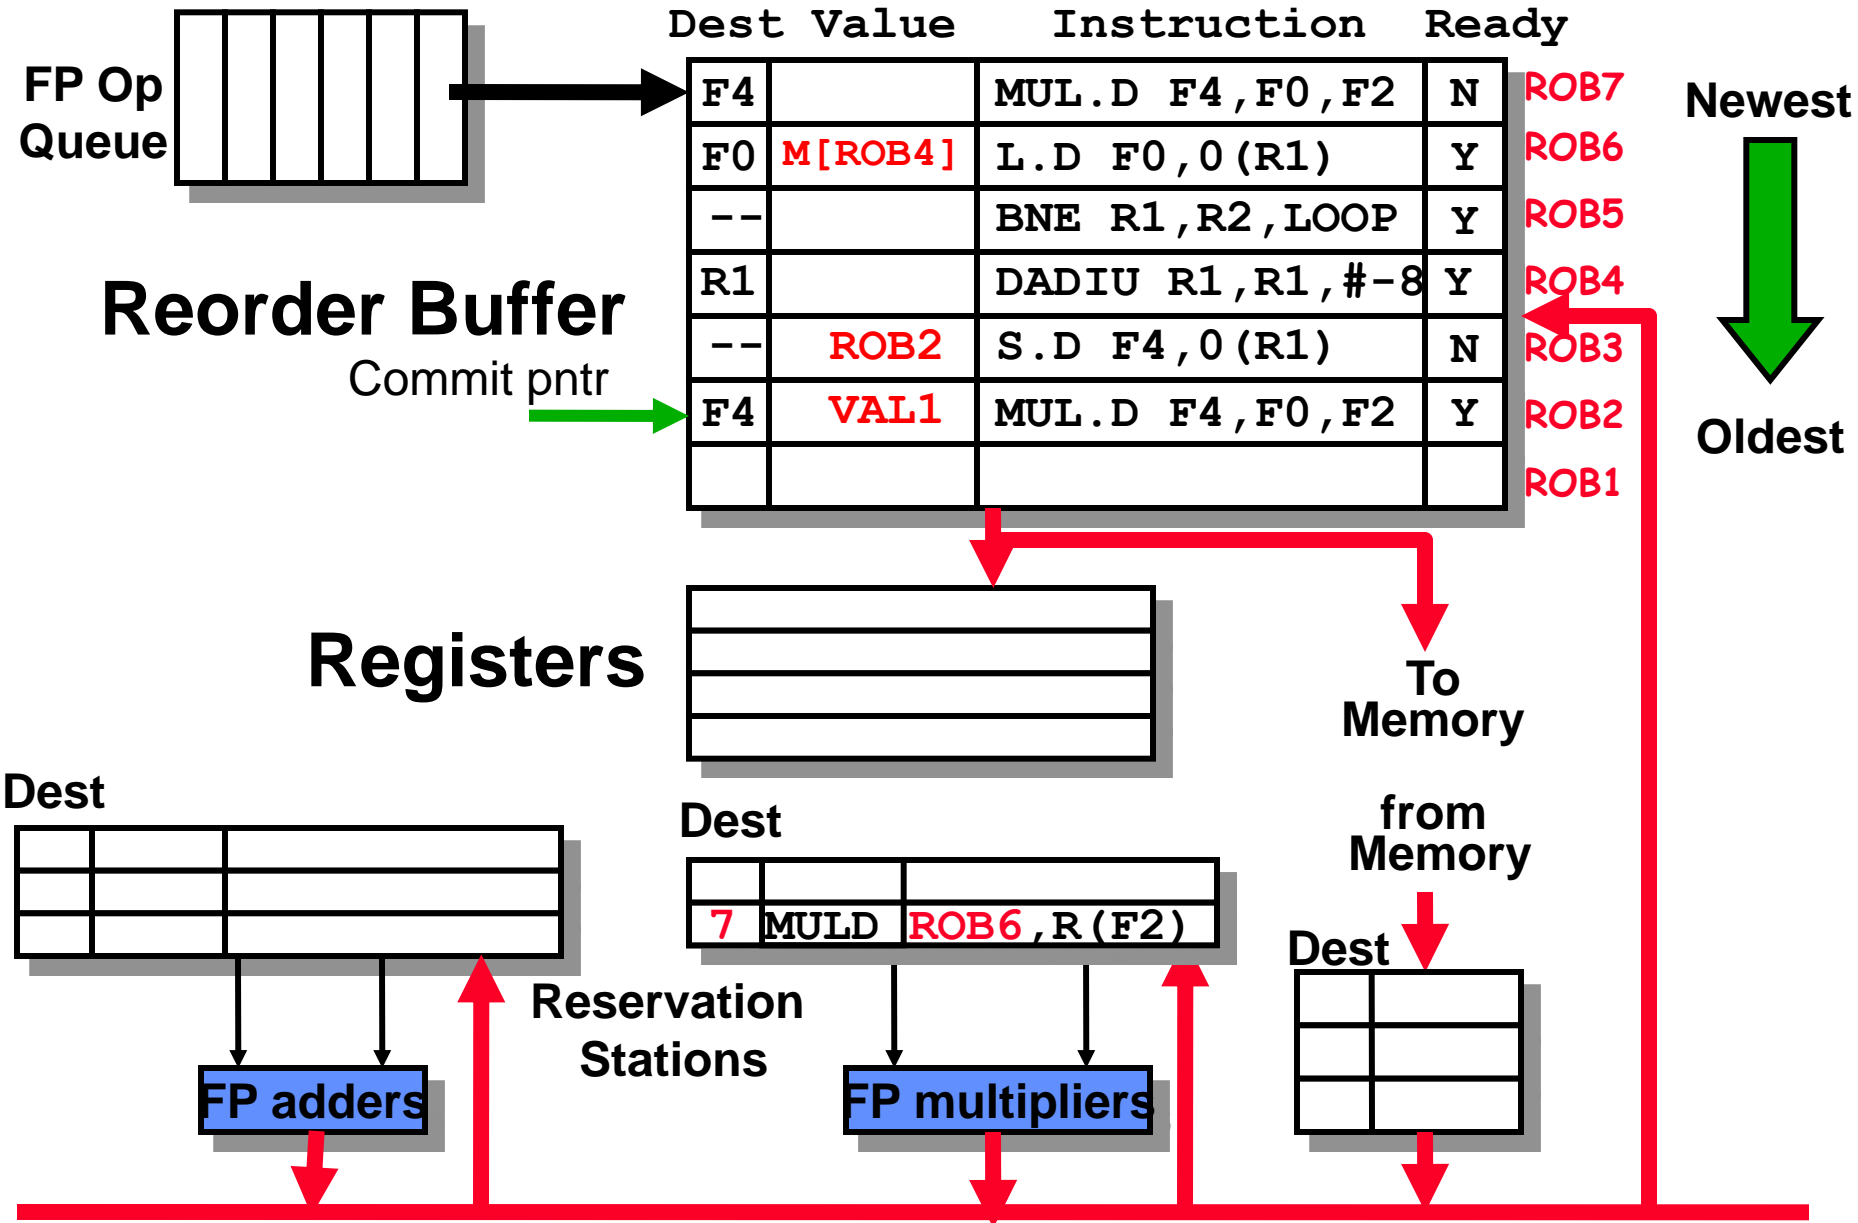 Dest Value Instruction Ready
FP Op
Queue
F4 MUL.D F4,F0,F2 N ROB7
F0 M[ROB4] L.D F0,0(R1) Y ROB6
-- BNE R1,R2,LOOP Y ROB5
R1 DADIU R1,R1,#-8 Y ROB4
-- ROB2 S.D F4,0(R1) N ROB3
F4 VAL1 MUL.D F4,F0,F2 Y ROB2
ROB1
Newest
Oldest
Reorder Buffer
Commit pntr
Registers
To
Memory
Dest
Dest
from
Memory
7 MULD ROB6,R(F2)
Dest
Reservation
Stations
FP adders
FP multipliers